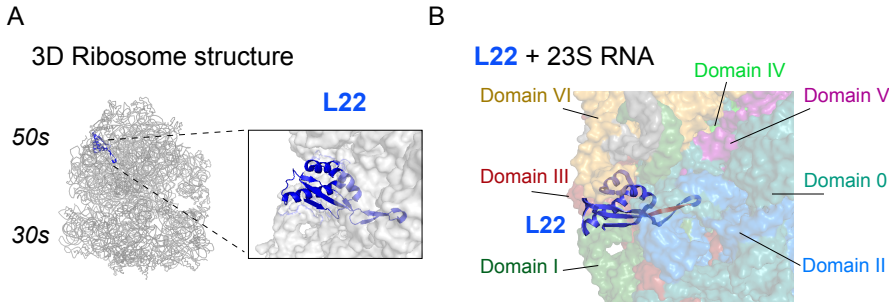 A
3D Ribosome structure
L22
50s
30s
B
L22 + 23S RNA
Domain IV
Domain VI
Domain V
Domain III
Domain 0
L22
Domain I
Domain II